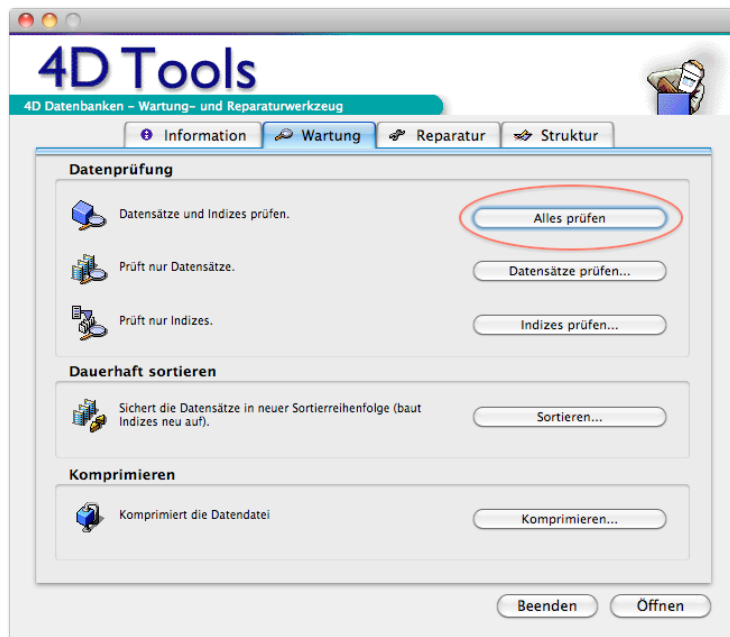 4D Tools
4D Datenbanken – Wartung- und Reparaturwerkzeug
Information
Wartung
Reparatur
Struktur
Datenprüfung
Datensätze und Indizes prüfen.
Alles prüfen
Prüft nur Datensätze.
Datensätze prüfen...
Prüft nur Indizes.
Indizes prüfen...
Dauerhaft sortieren
Sichert die Datensätze in neuer Sortierreihenfolge (baut
Indizes neu auf).
Sortieren...
Komprimieren
Komprimiert die Datendatei
Komprimieren...
Beenden
Öffnen